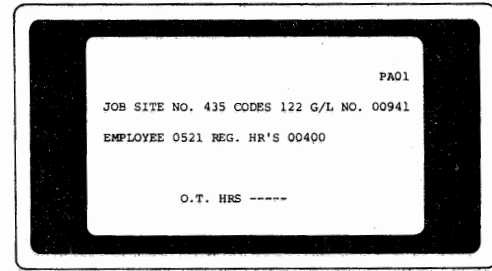 PA01
JOB SITE NO. 435 CODES 122 G/L NO. 00941
EMPLOYEE 0521 REG. HR'S 00400
O.T. HRS -----